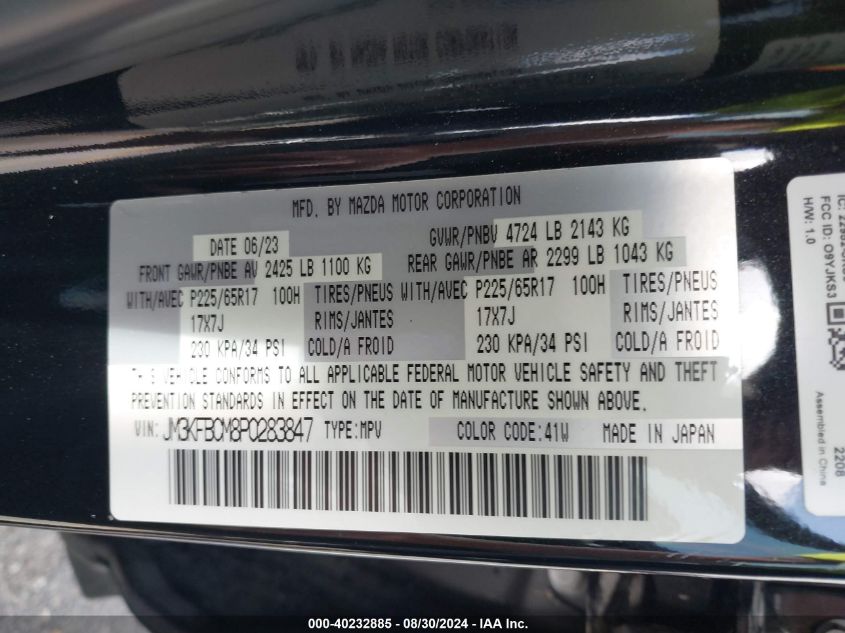 MFD. BY MAZDA MOTOR CORPORATION
DATE 06/23
GVWR/PNBV 4724 LB 2143 KG
FRONT GAWR/PNBE AV 2425 LB 1100 KG
REAR GAWR/PNBE AR 2299 LB 1043 KG
WITH/AVEC P225/65R17 100H TIRES/PNEUS WITH/AVEC P225/65R17 100H TIRES/PNEUS
17X7J RIMS/JANTES 17X7J RIMS/JANTES
230 KPA/34 PSI COLD/A FROID 230 KPA/34 PSI COLD/A FROID
THIS VEHICLE CONFORMS TO ALL APPLICABLE FEDERAL MOTOR VEHICLE SAFETY AND THEFT
PREVENTION STANDARDS IN EFFECT ON THE DATE OF MANUFACTURE SHOWN ABOVE.
VIN: JM3KFBCM8P0283847 TYPE:MPV COLOR CODE:41W MADE IN JAPAN
FCC ID: O9YJKS3
H/W: 1.0
Assembled in China
2208
000-40232885 - 08/30/2024 - IAA Inc.